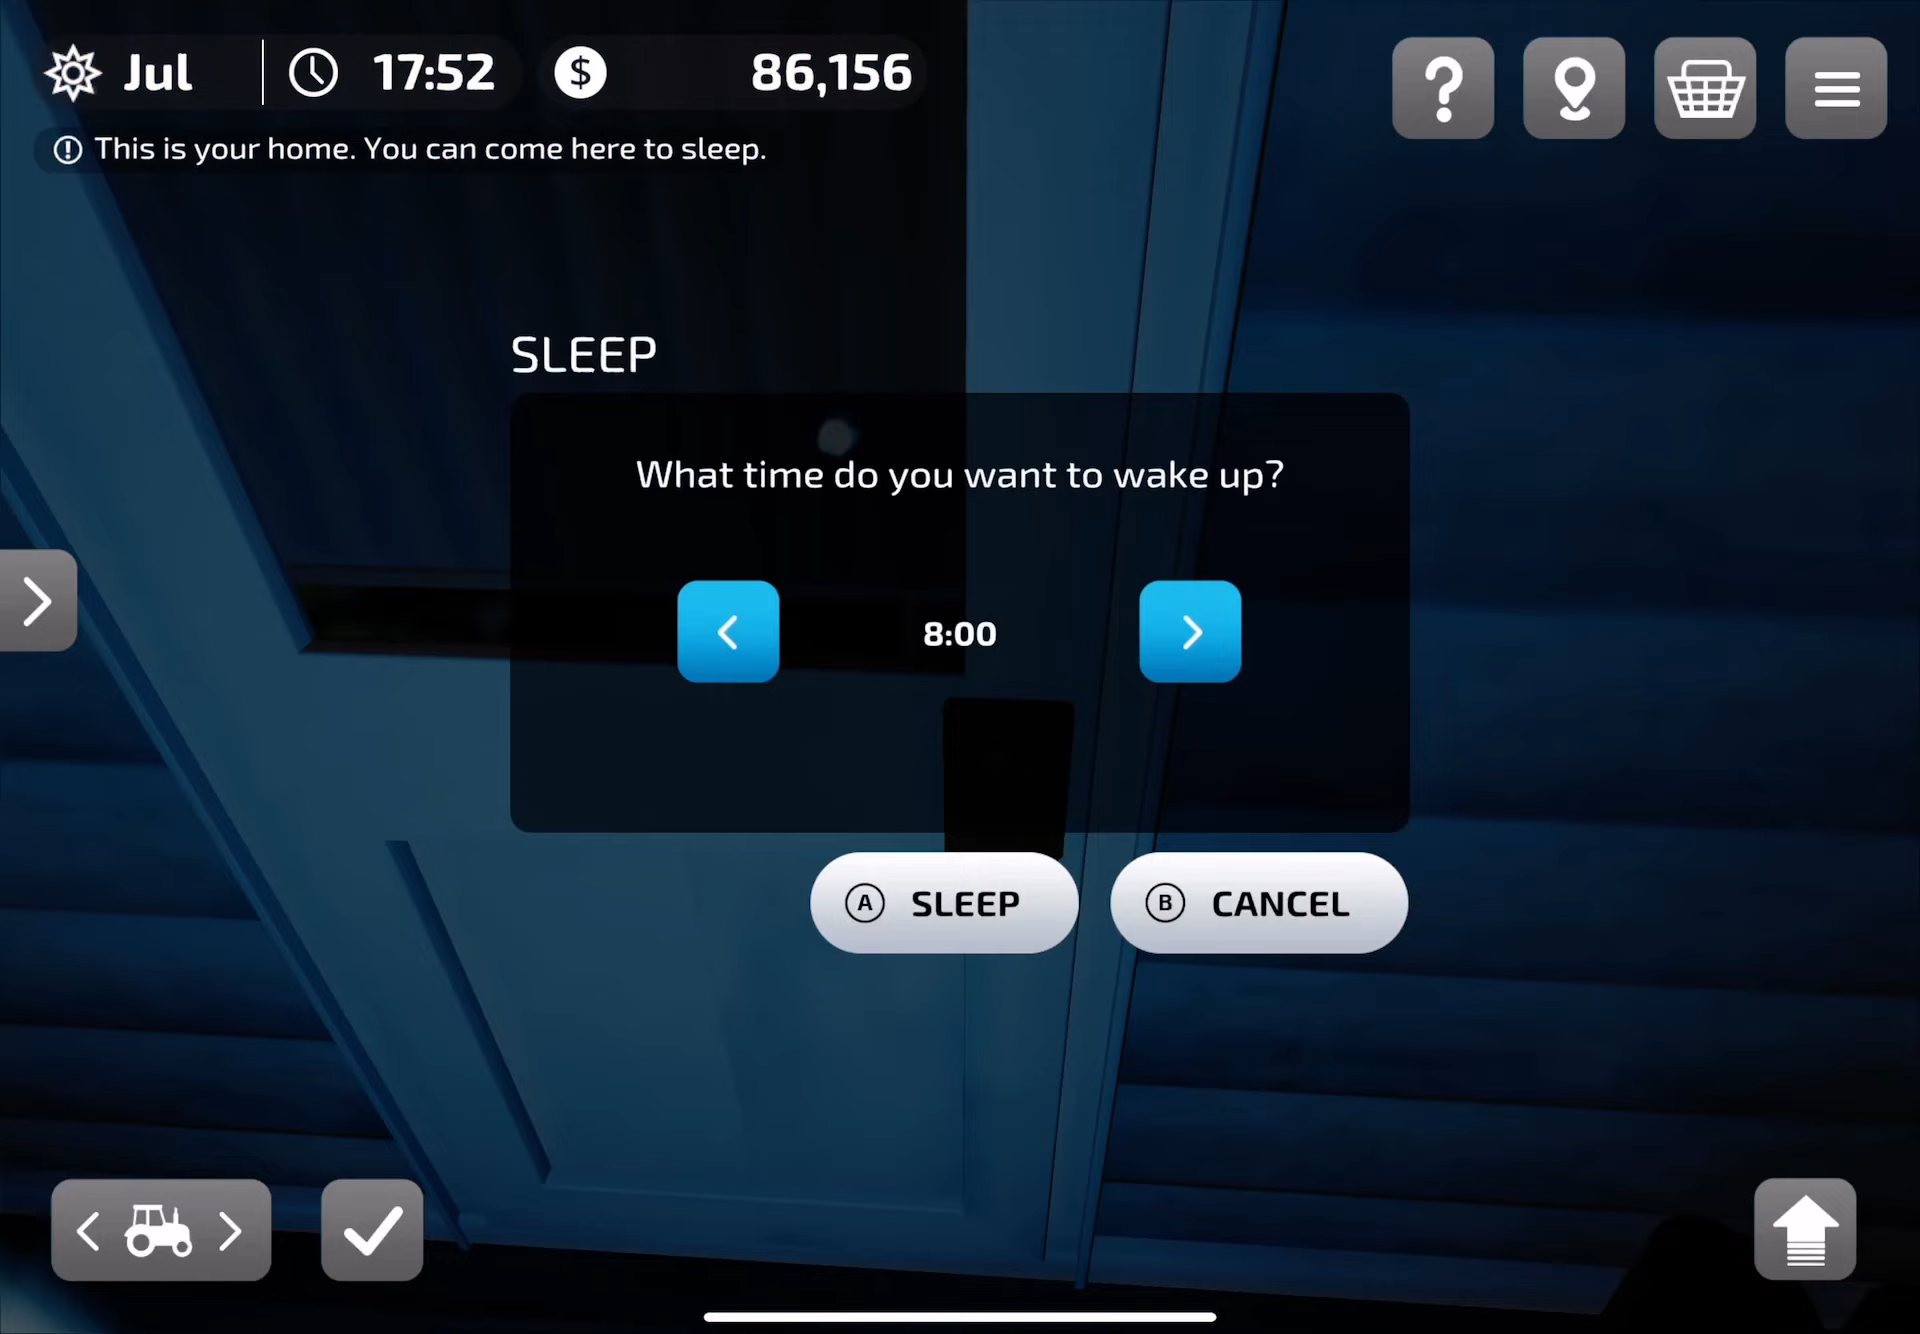 Jul
17:52
$ 86,156
This is your home. You can come here to sleep.
SLEEP
What time do you want to wake up?
8:00
A SLEEP
B CANCEL